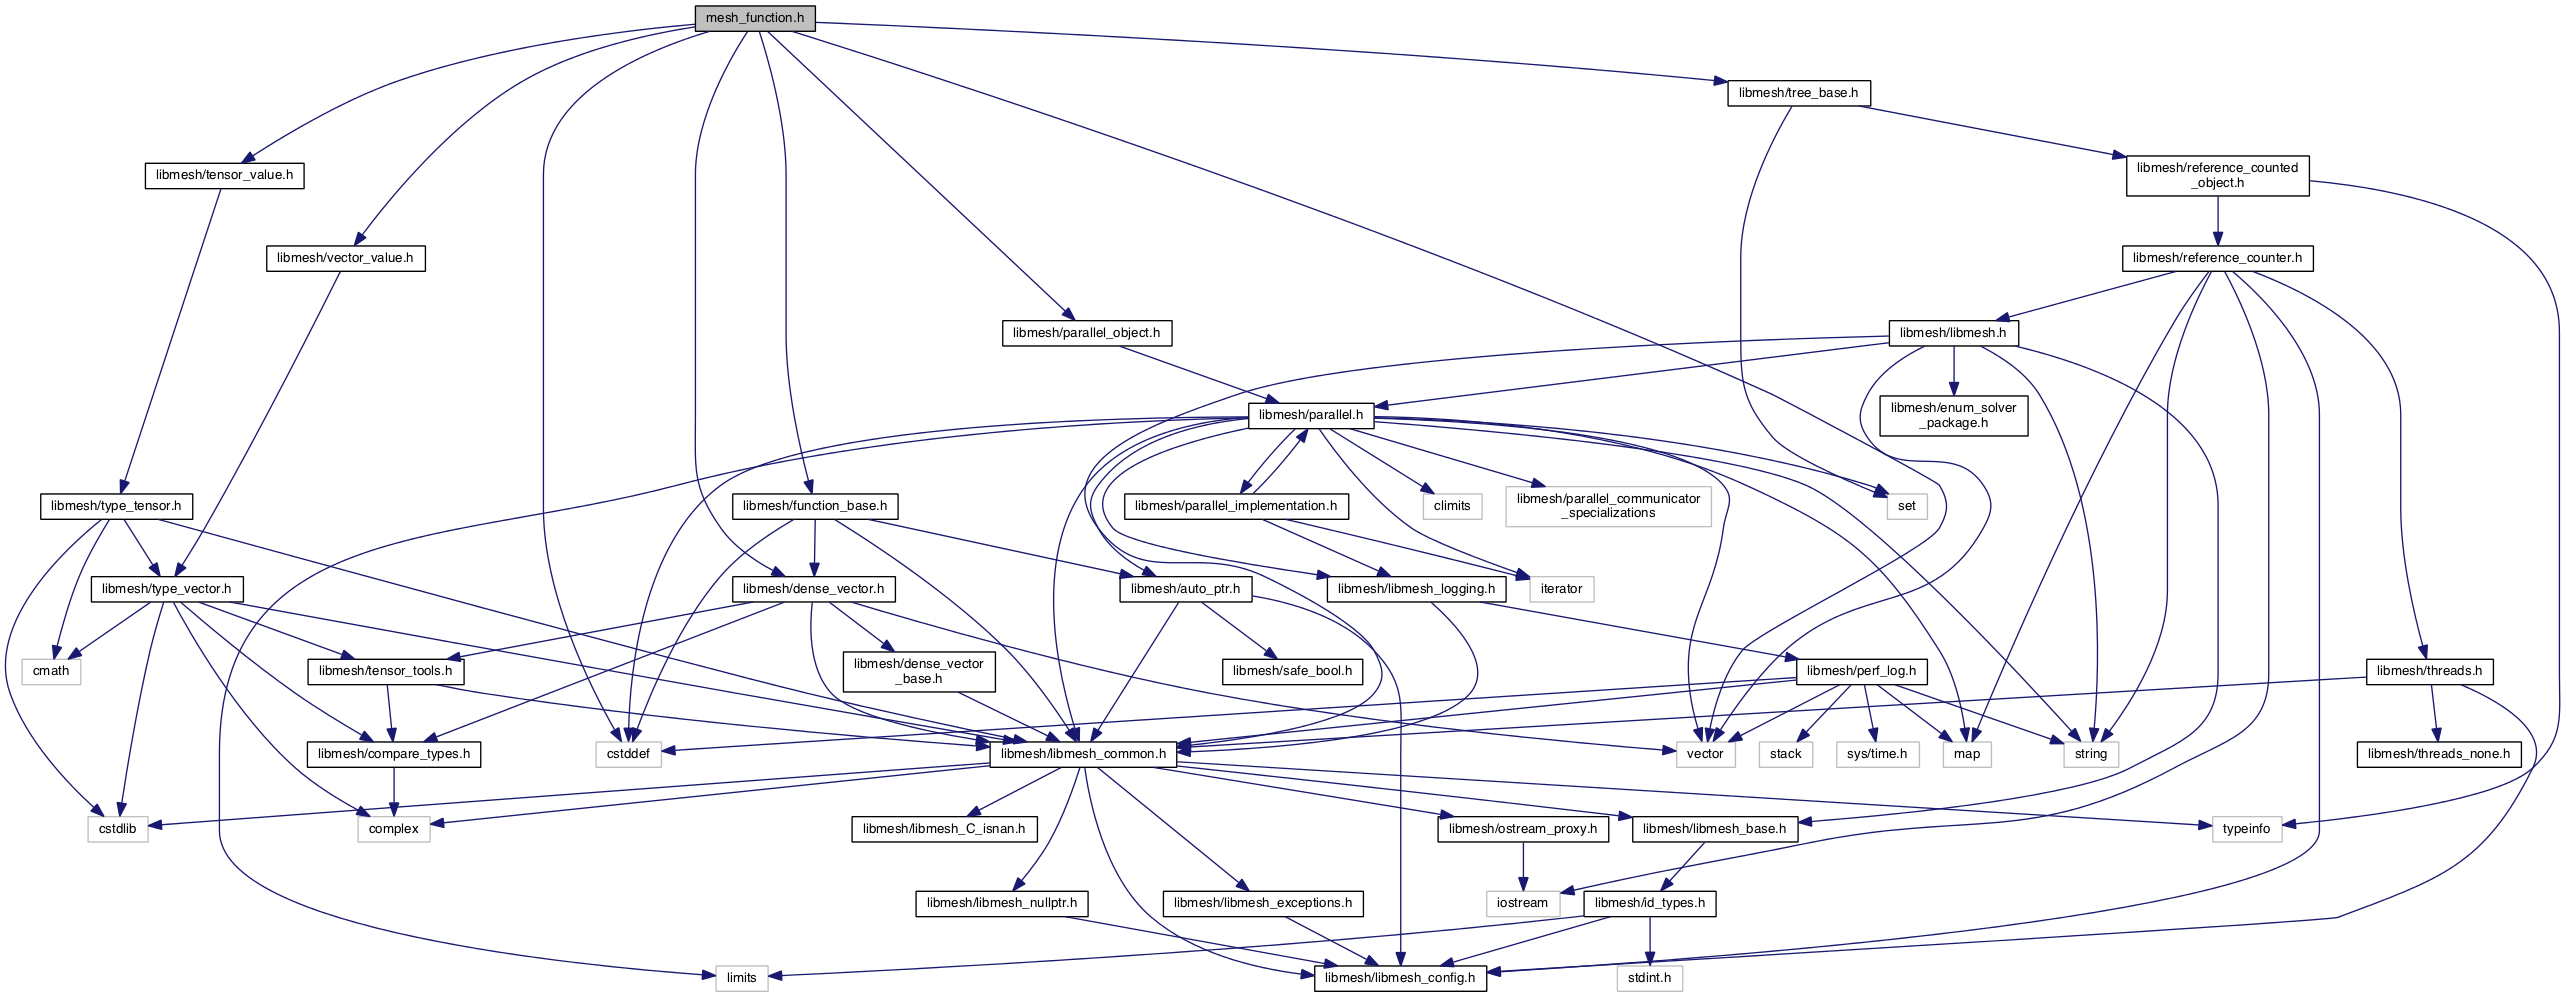 mesh_function.h
libmesh/tree_base.h
libmesh/tensor_value.h
libmesh/reference_counted
_object.h
libmesh/vector_value.h
libmesh/reference_counter.h
libmesh/parallel_object.h
libmesh/libmesh.h
libmesh/parallel.h
libmesh/enum_solver
_package.h
libmesh/type_tensor.h
libmesh/function_base.h
libmesh/parallel_implementation.h
climits
libmesh/parallel_communicator
_specializations
set
libmesh/type_vector.h
libmesh/dense_vector.h
libmesh/auto_ptr.h
libmesh/libmesh_logging.h
iterator
cmath
libmesh/tensor_tools.h
libmesh/dense_vector
_base.h
libmesh/safe_bool.h
libmesh/perf_log.h
libmesh/threads.h
libmesh/compare_types.h
cstddef
libmesh/libmesh_common.h
vector
stack
sys/time.h
map
string
libmesh/threads_none.h
cstdlib
complex
libmesh/libmesh_C_isnan.h
libmesh/ostream_proxy.h
libmesh/libmesh_base.h
typeinfo
libmesh/libmesh_nullptr.h
libmesh/libmesh_exceptions.h
iostream
libmesh/id_types.h
limits
libmesh/libmesh_config.h
stdint.h